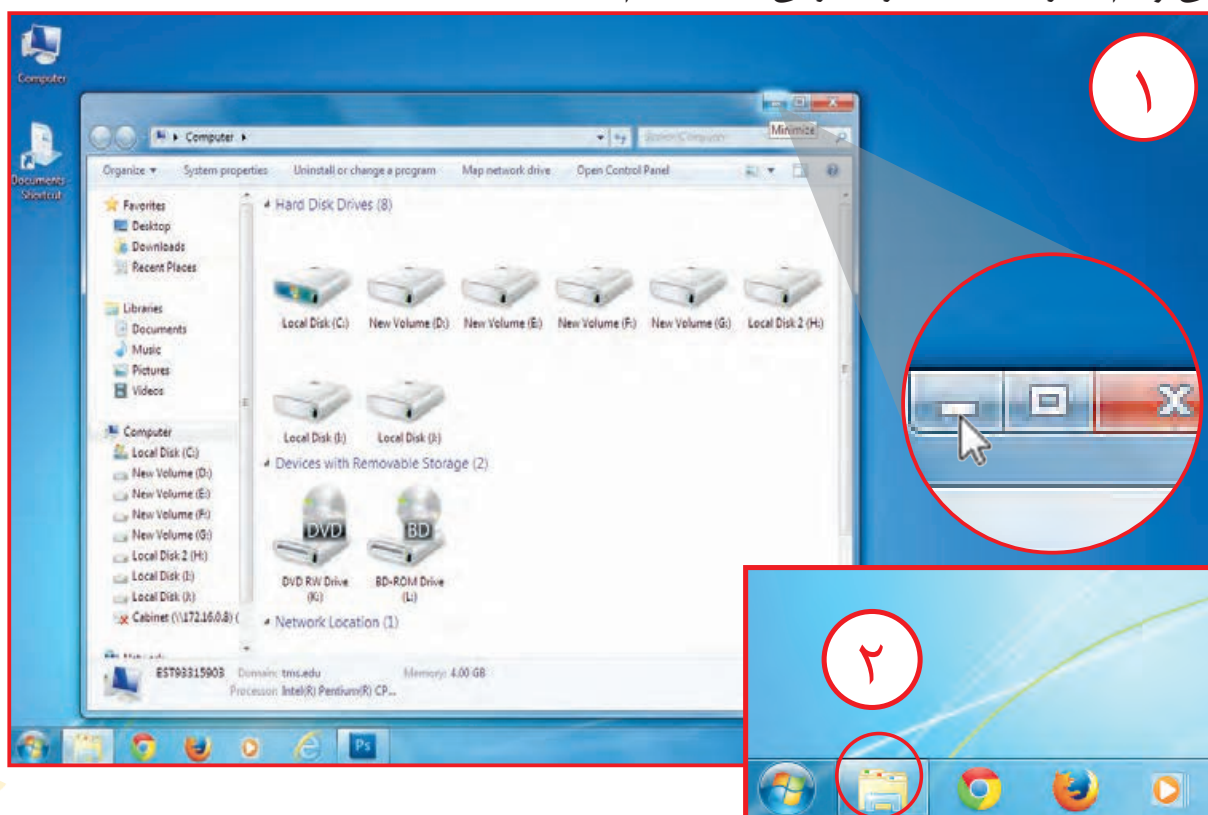 ١
Computer
Documents - Shortcut
Computer
Minimize
Organize
System properties
Uninstall or change a program
Map network drive
Open Control Panel
Favorites
Desktop
Downloads
Recent Places
Libraries
Documents
Music
Pictures
Videos
Computer
Local Disk (C:)
New Volume (D:)
New Volume (E:)
New Volume (F:)
New Volume (G:)
Local Disk 2 (H:)
Local Disk (I:)
Local Disk (J:)
Cabinet (\\172.16.0.8) (
Hard Disk Drives (8)
Local Disk (C:)
New Volume (D:)
New Volume (E:)
New Volume (F:)
New Volume (G:)
Local Disk 2 (H:)
Local Disk (I:)
Local Disk (J:)
Devices with Removable Storage (2)
DVD
BD
DVD RW Drive (K:)
BD-ROM Drive (L:)
Network Location (1)
EST93315903
Domain: tms.edu
Memory: 4.00 GB
Processor: Intel(R) Pentium(R) CP...
Ps
٢